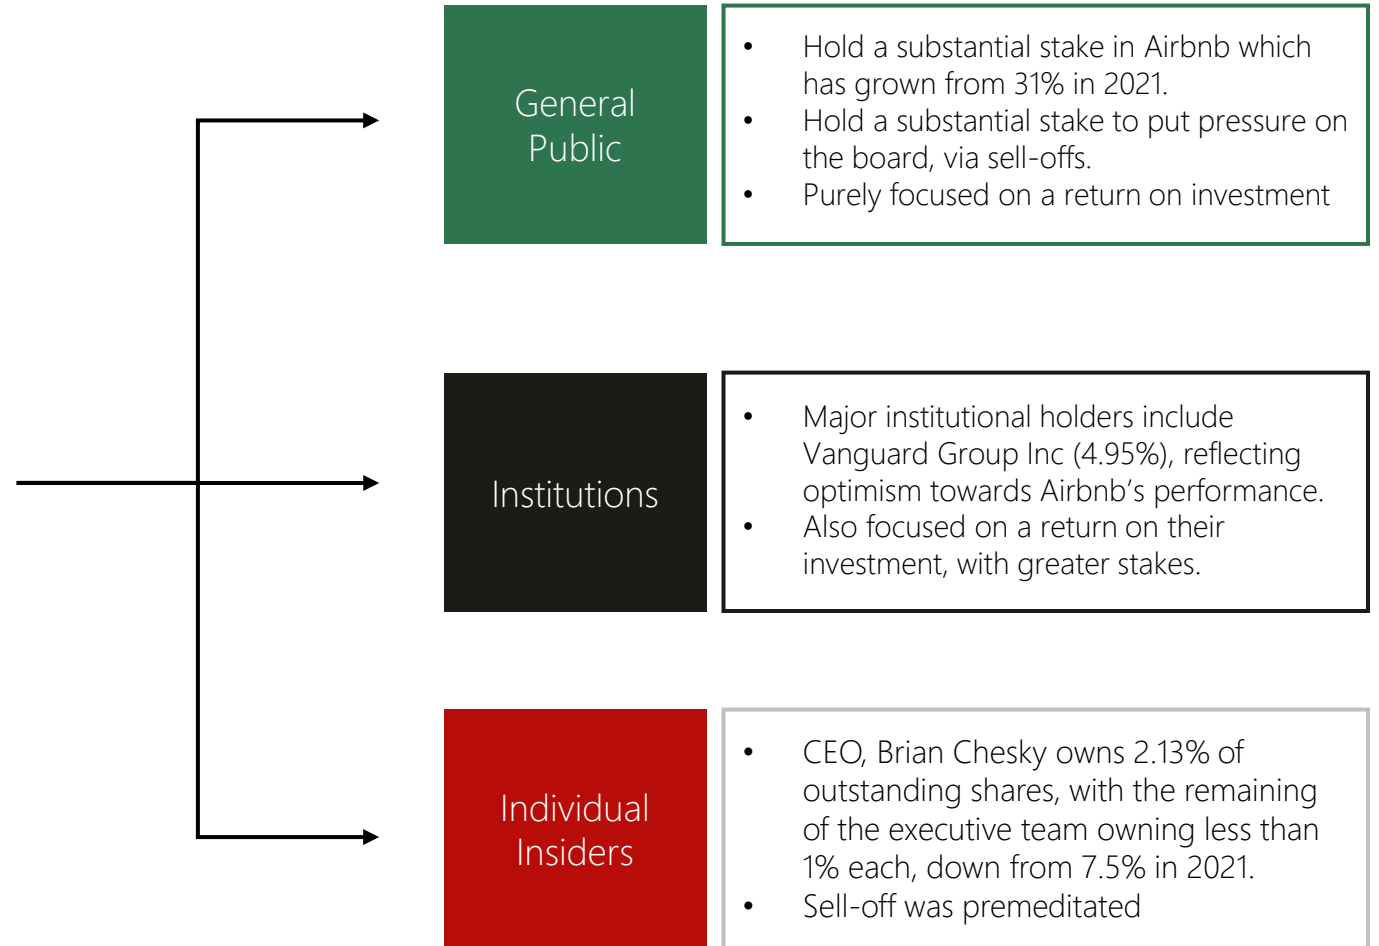 General
Public
• Hold a substantial stake in Airbnb which
has grown from 31% in 2021.
• Hold a substantial stake to put pressure on
the board, via sell-offs.
• Purely focused on a return on investment
Institutions
• Major institutional holders include
Vanguard Group Inc (4.95%), reflecting
optimism towards Airbnb’s performance.
• Also focused on a return on their
investment, with greater stakes.
Individual
Insiders
• CEO, Brian Chesky owns 2.13% of
outstanding shares, with the remaining
of the executive team owning less than
1% each, down from 7.5% in 2021.
• Sell-off was premeditated